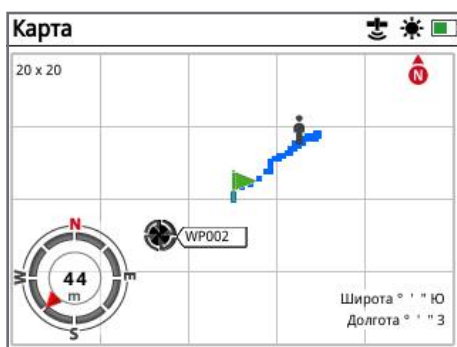 Карта
20 x 20
N
WP002
N
W
44
E
m
S
Широта ° ' " Ю
Долгота ° ' " З